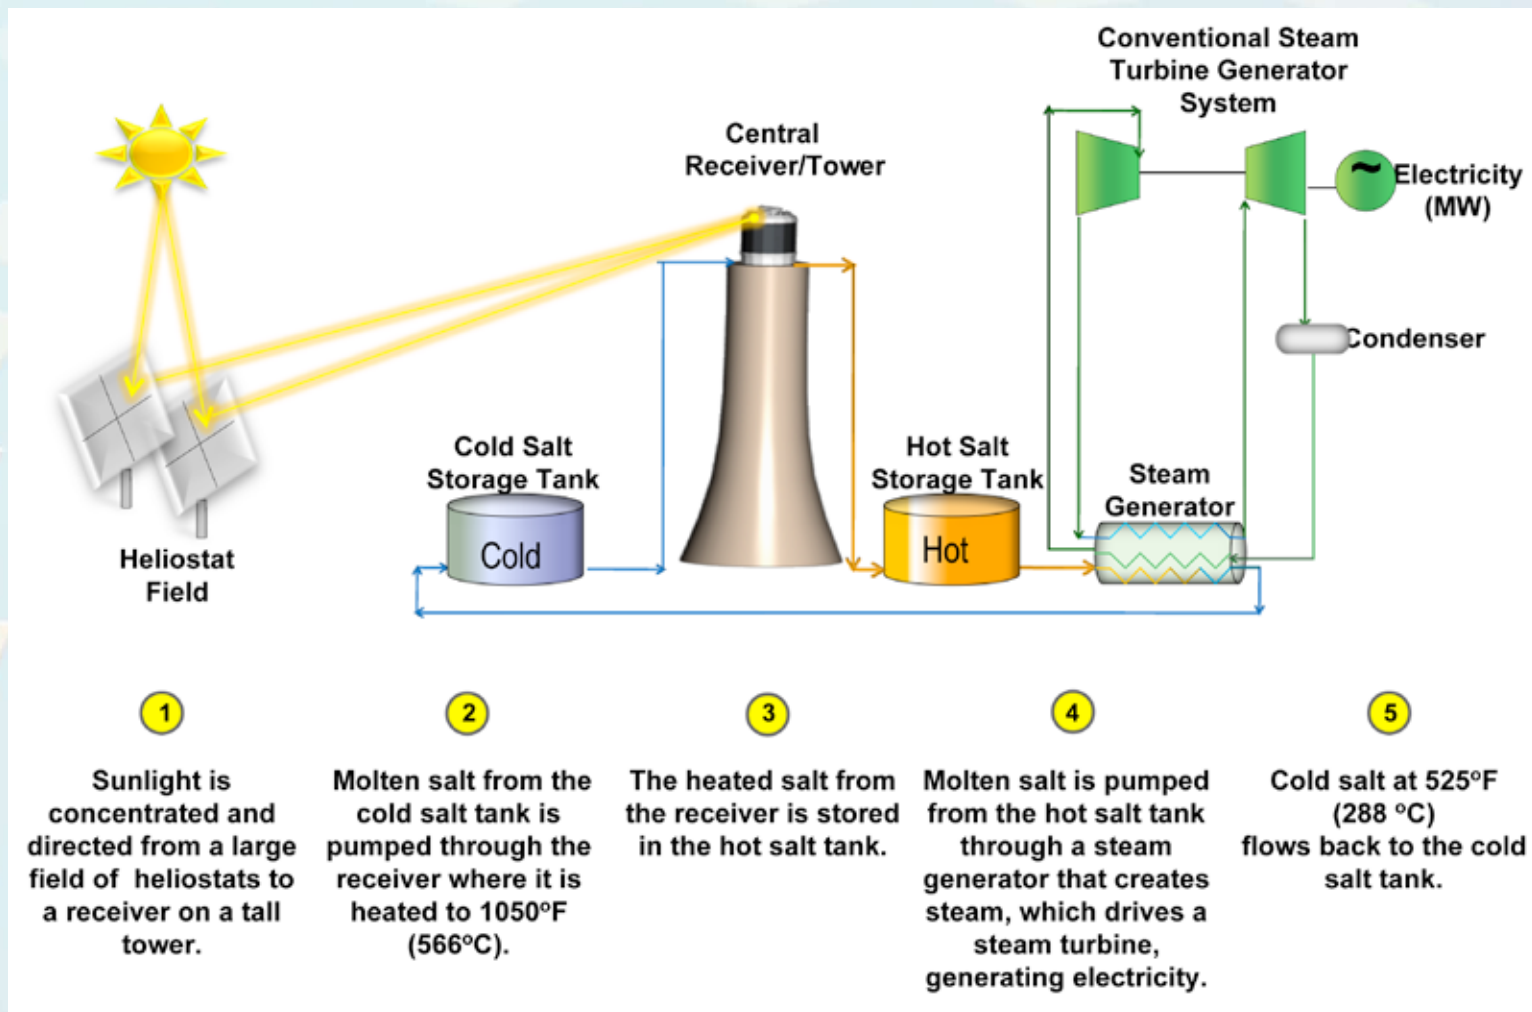 Conventional Steam
Turbine Generator
System
Central
Receiver/Tower
~
Electricity
(MW)
Condenser
Cold Salt
Storage Tank
Hot Salt
Storage Tank
Steam
Generator
Cold
Hot
Heliostat
Field
1
Sunlight is
concentrated and
directed from a large
field of heliostats to
a receiver on a tall
tower.
2
Molten salt from the
cold salt tank is
pumped through the
receiver where it is
heated to 1050ºF
(566ºC).
3
The heated salt from
the receiver is stored
in the hot salt tank.
4
Molten salt is pumped
from the hot salt tank
through a steam
generator that creates
steam, which drives a
steam turbine,
generating electricity.
5
Cold salt at 525ºF
(288 ºC)
flows back to the cold
salt tank.